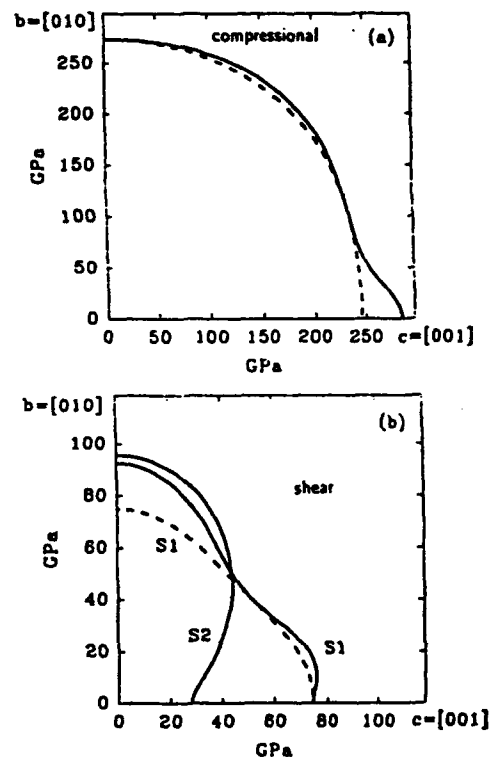 b=[010]
compressional (a)
250
200
150
100
50
0
GPa
0 50 100 150 200 250 c=[001]
GPa
b=[010]
(b)
100
80
60
40
20
0
GPa
shear
S1
S2
S1
0 20 40 60 80 100 c=[001]
GPa